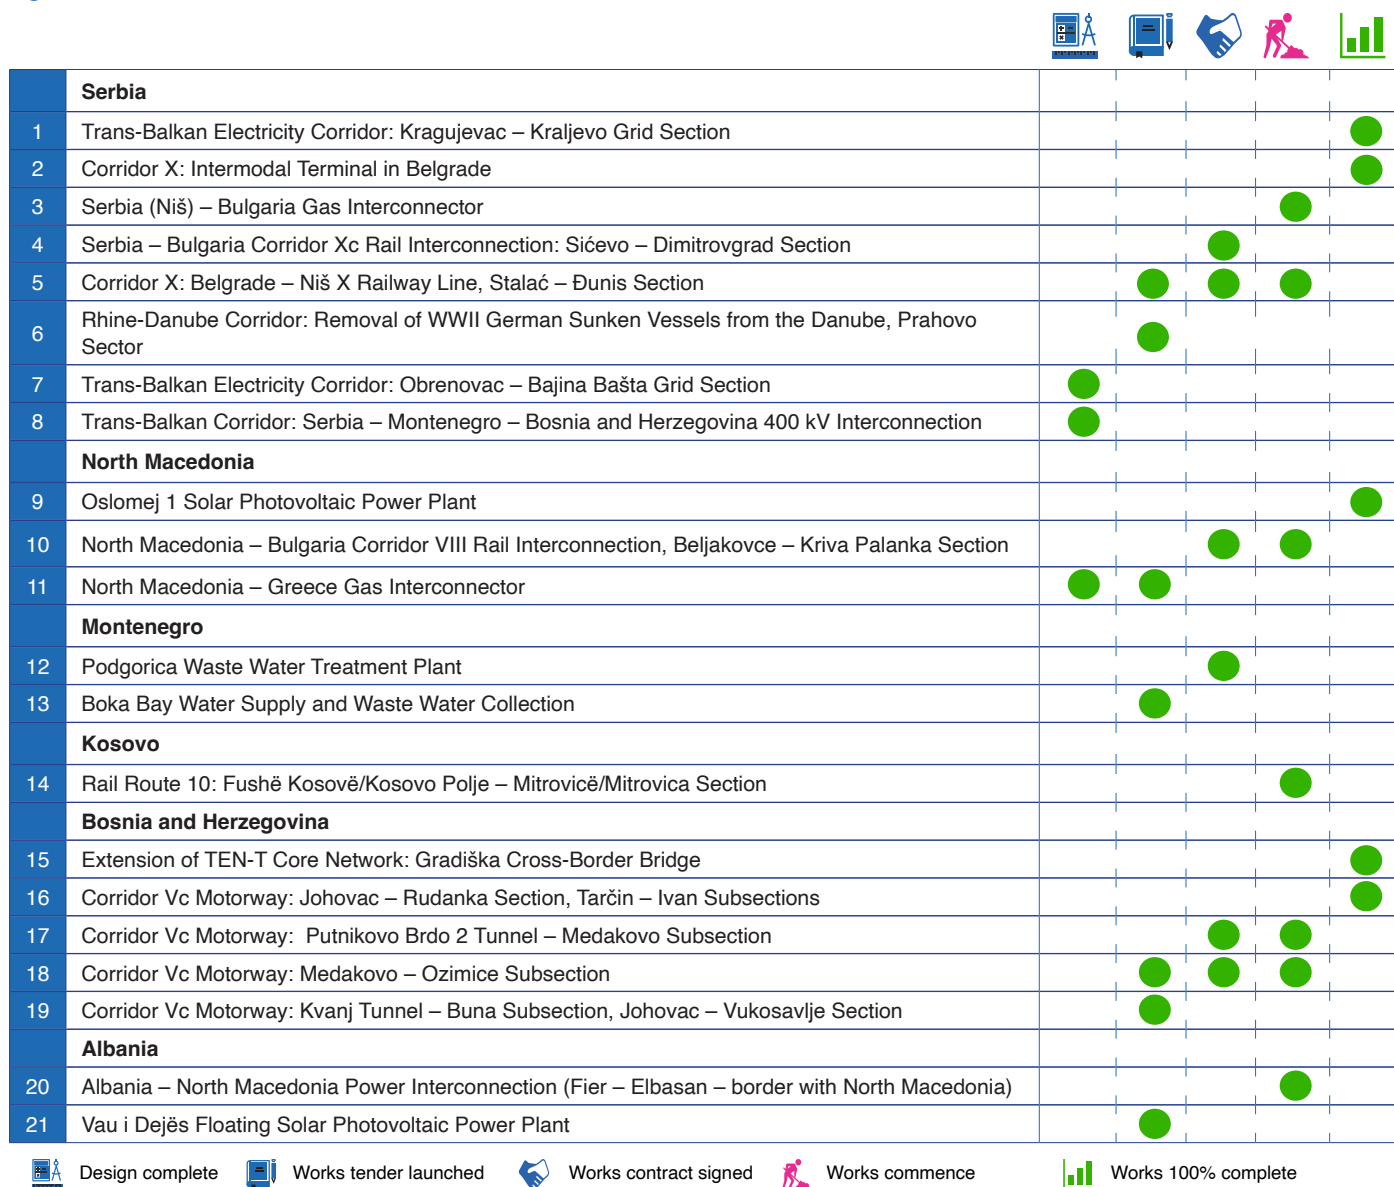 Serbia
1 Trans-Balkan Electricity Corridor: Kragujevac – Kraljevo Grid Section
2 Corridor X: Intermodal Terminal in Belgrade
3 Serbia (Niš) – Bulgaria Gas Interconnector
4 Serbia – Bulgaria Corridor Xc Rail Interconnection: Sićevo – Dimitrovgrad Section
5 Corridor X: Belgrade – Niš X Railway Line, Stalać – Đunis Section
6 Rhine-Danube Corridor: Removal of WWII German Sunken Vessels from the Danube, Prahovo
Sector
7 Trans-Balkan Electricity Corridor: Obrenovac – Bajina Bašta Grid Section
8 Trans-Balkan Corridor: Serbia – Montenegro – Bosnia and Herzegovina 400 kV Interconnection
North Macedonia
9 Oslomej 1 Solar Photovoltaic Power Plant
10 North Macedonia – Bulgaria Corridor VIII Rail Interconnection, Beljakovce – Kriva Palanka Section
11 North Macedonia – Greece Gas Interconnector
Montenegro
12 Podgorica Waste Water Treatment Plant
13 Boka Bay Water Supply and Waste Water Collection
Kosovo
14 Rail Route 10: Fushë Kosovë/Kosovo Polje – Mitrovicë/Mitrovica Section
Bosnia and Herzegovina
15 Extension of TEN-T Core Network: Gradiška Cross-Border Bridge
16 Corridor Vc Motorway: Johovac – Rudanka Section, Tarčin – Ivan Subsections
17 Corridor Vc Motorway: Putnikovo Brdo 2 Tunnel – Medakovo Subsection
18 Corridor Vc Motorway: Medakovo – Ozimice Subsection
19 Corridor Vc Motorway: Kvanj Tunnel – Buna Subsection, Johovac – Vukosavlje Section
Albania
20 Albania – North Macedonia Power Interconnection (Fier – Elbasan – border with North Macedonia)
21 Vau i Dejës Floating Solar Photovoltaic Power Plant
Design complete Works tender launched Works contract signed Works commence Works 100% complete